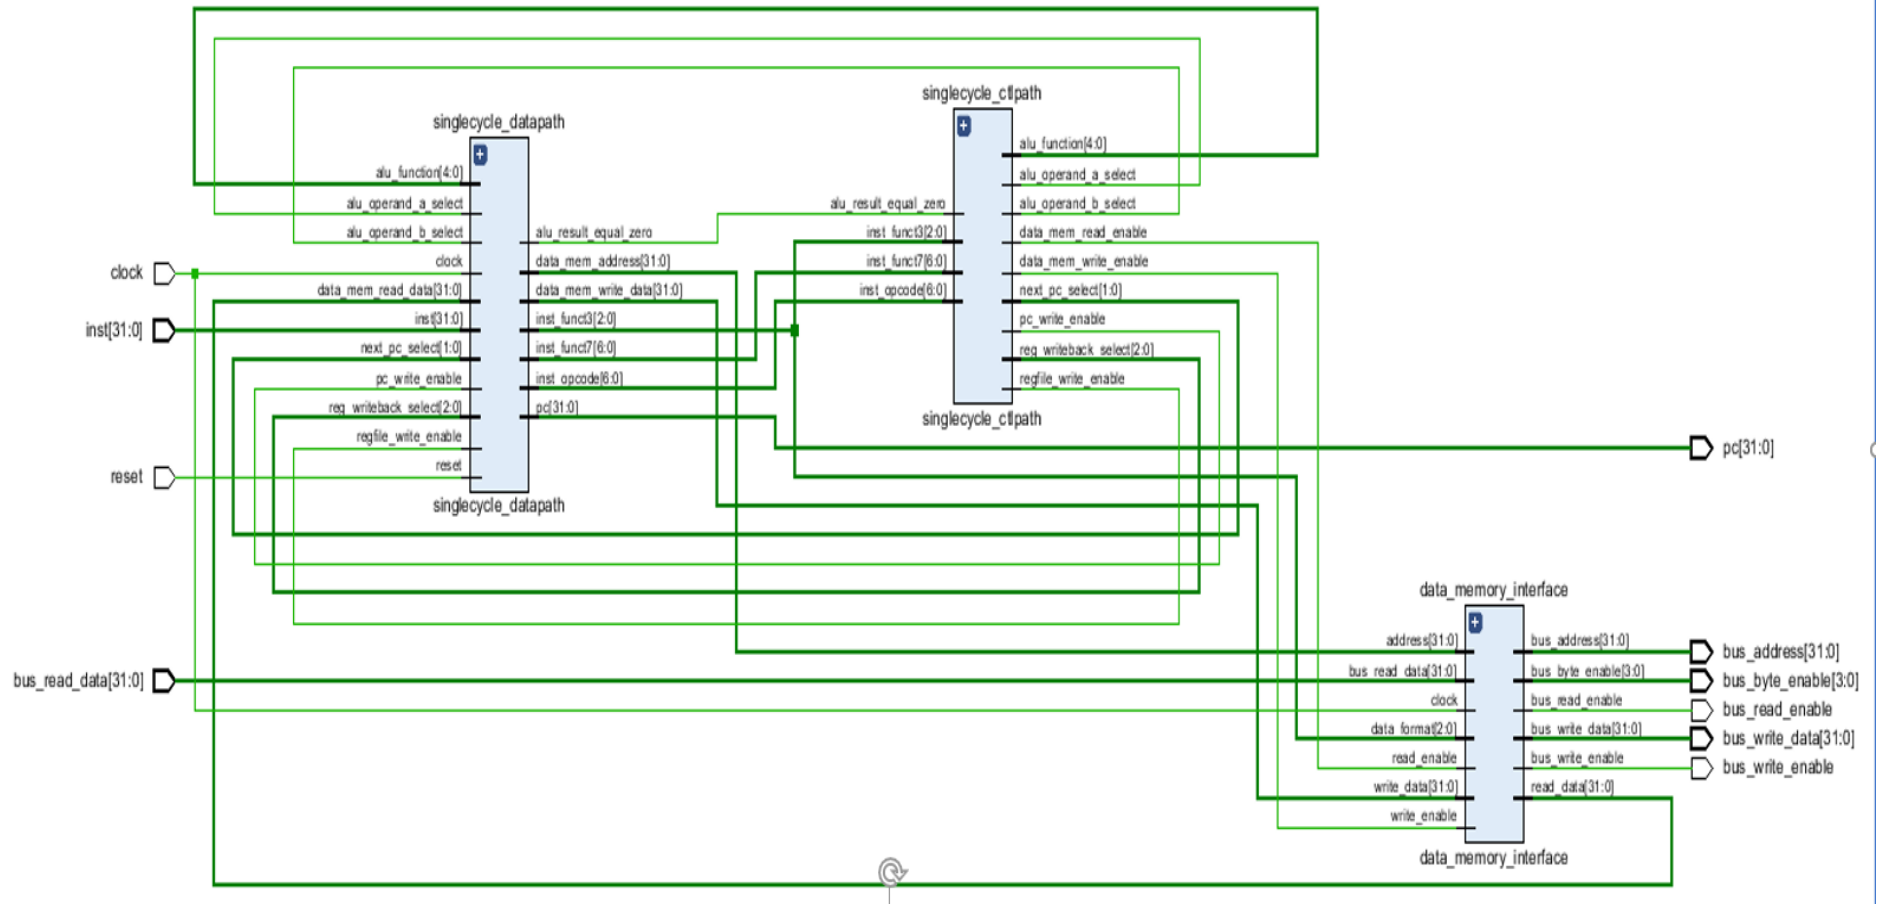 singlecycle_ctlpath
singlecycle_datapath
alu_function[4:0]
alu_operand_a_select
alu_operand_b_select
clock
data_mem_read_data[31:0]
inst[31:0]
next_pc_select[1:0]
pc_write_enable
reg_writeback_select[2:0]
regfile_write_enable
reset
alu_result_equal_zero
data_mem_address[31:0]
data_mem_write_data[31:0]
inst_funct3[2:0]
inst_funct7[6:0]
inst_opcode[6:0]
pc[31:0]
singlecycle_datapath
alu_result_equal_zero
inst_funct3[2:0]
inst_funct7[6:0]
inst_opcode[6:0]
alu_function[4:0]
alu_operand_a_select
alu_operand_b_select
data_mem_read_enable
data_mem_write_enable
next_pc_select[1:0]
pc_write_enable
reg_writeback_select[2:0]
regfile_write_enable
singlecycle_ctlpath
clock
inst[31:0]
reset
bus_read_data[31:0]
pc[31:0]
data_memory_interface
address[31:0]
bus_read_data[31:0]
clock
data_format[2:0]
read_enable
write_data[31:0]
write_enable
bus_address[31:0]
bus_byte_enable[3:0]
bus_read_enable
bus_write_data[31:0]
bus_write_enable
read_data[31:0]
data_memory_interface
bus_address[31:0]
bus_byte_enable[3:0]
bus_read_enable
bus_write_data[31:0]
bus_write_enable